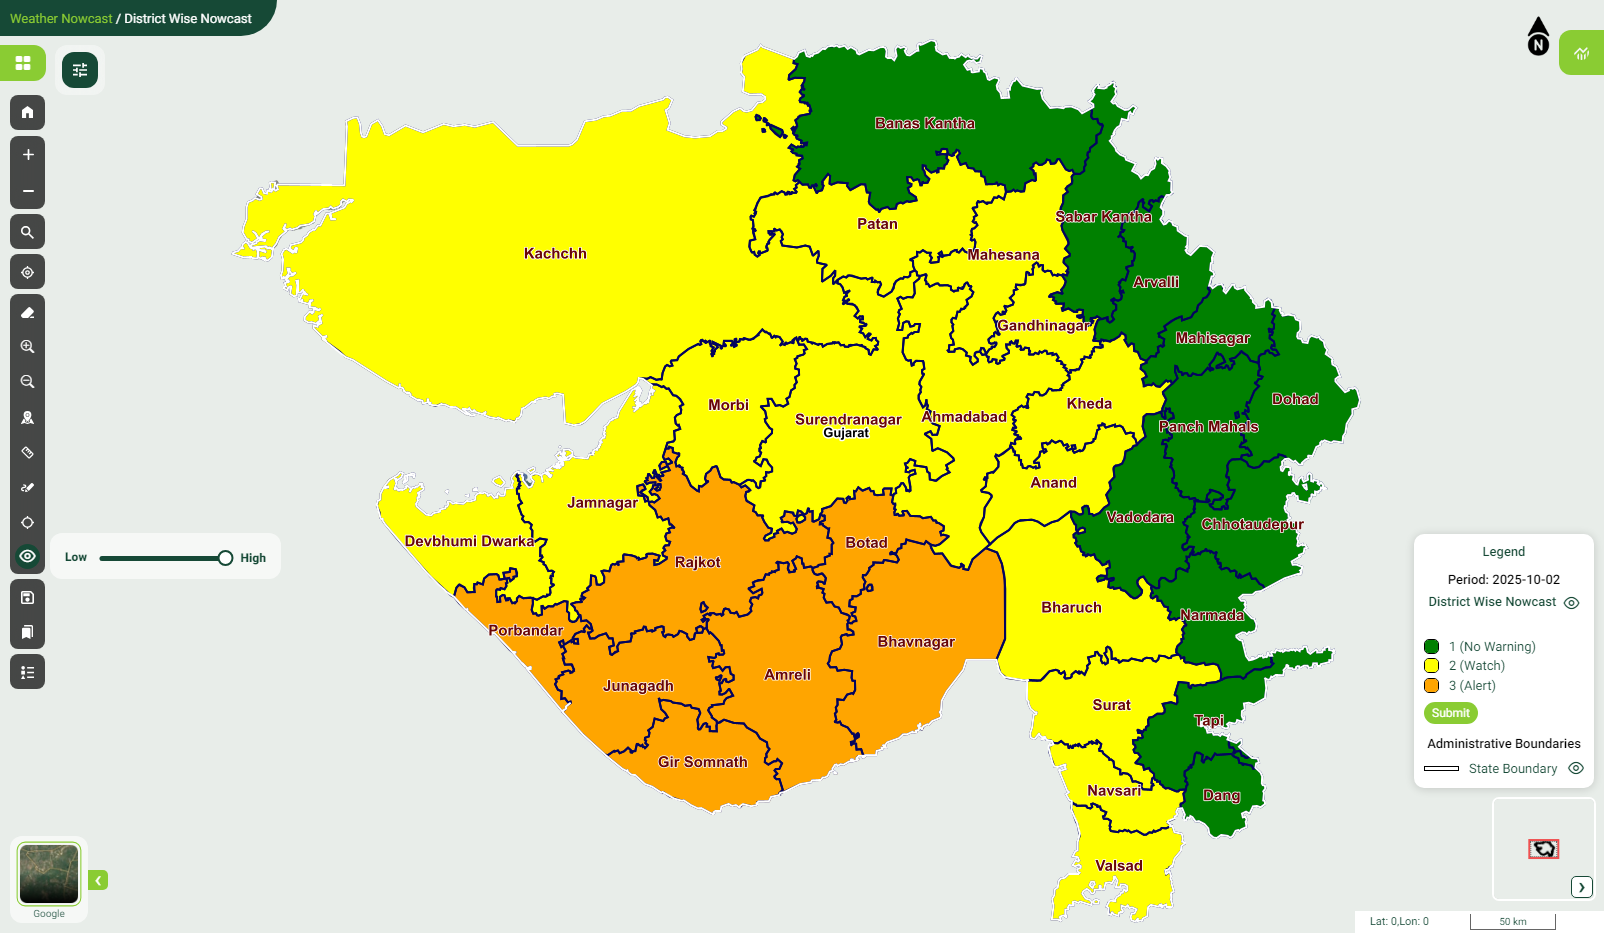 Weather Nowcast / District Wise Nowcast
N
Banas Kantha
Sabar Kantha
Patan
Kachchh
Mahesana
Arvalli
Gandhinagar
Mahisagar
Dohad
Morbi
Kheda
Surendranagar
Ahmadabad
Gujarat
Panch Mahals
Anand
Jamnagar
Vadodara
Chhotaudepur
Devbhumi Dwarka
Botad
Low
High
Rajkot
Bharuch
Narmada
Porbandar
Bhavnagar
Amreli
Junagadh
Surat
Tapi
Gir Somnath
Navsari
Dang
Valsad
Legend
Period: 2025-10-02
District Wise Nowcast
1 (No Warning)
2 (Watch)
3 (Alert)
Submit
Administrative Boundaries
State Boundary
Google
Lat: 0,Lon: 0
50 km